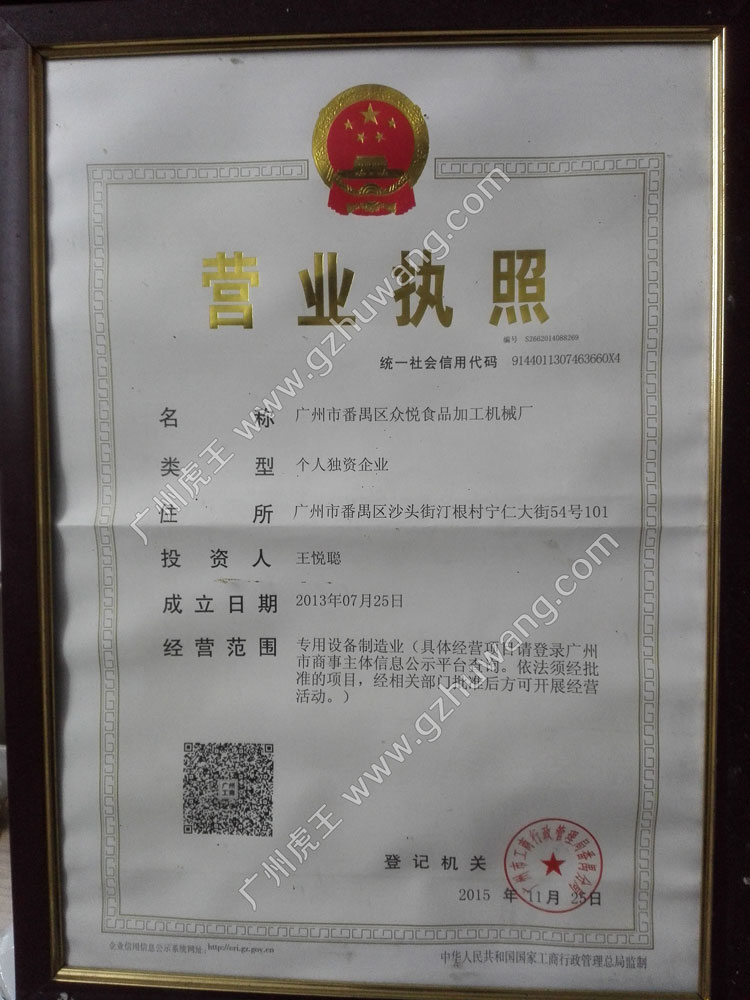 营业执照
编号 S2662014088269
统一社会信用代码 91440113074636660X4
名称 广州市番禺区众悦食品加工机械厂
类型 个人独资企业
住所 广州市番禺区沙头街汀根村宁仁大街54号101
投资人 王悦聪
成立日期 2013年07月25日
经营范围 专用设备制造业（具体经营项目请登录广州
市商事主体信息公示平台查询。依法须经批
准的项目，经相关部门批准后方可开展经营
活动。）
广州
工商
登记机关
2015 年 11月 25日
企业信用信息公示系统网址：http://cri.gz.gov.cn
中华人民共和国国家工商行政管理总局监制
广州虎王 www.gzhuwang.com
广州虎王 www.gzhuwang.com